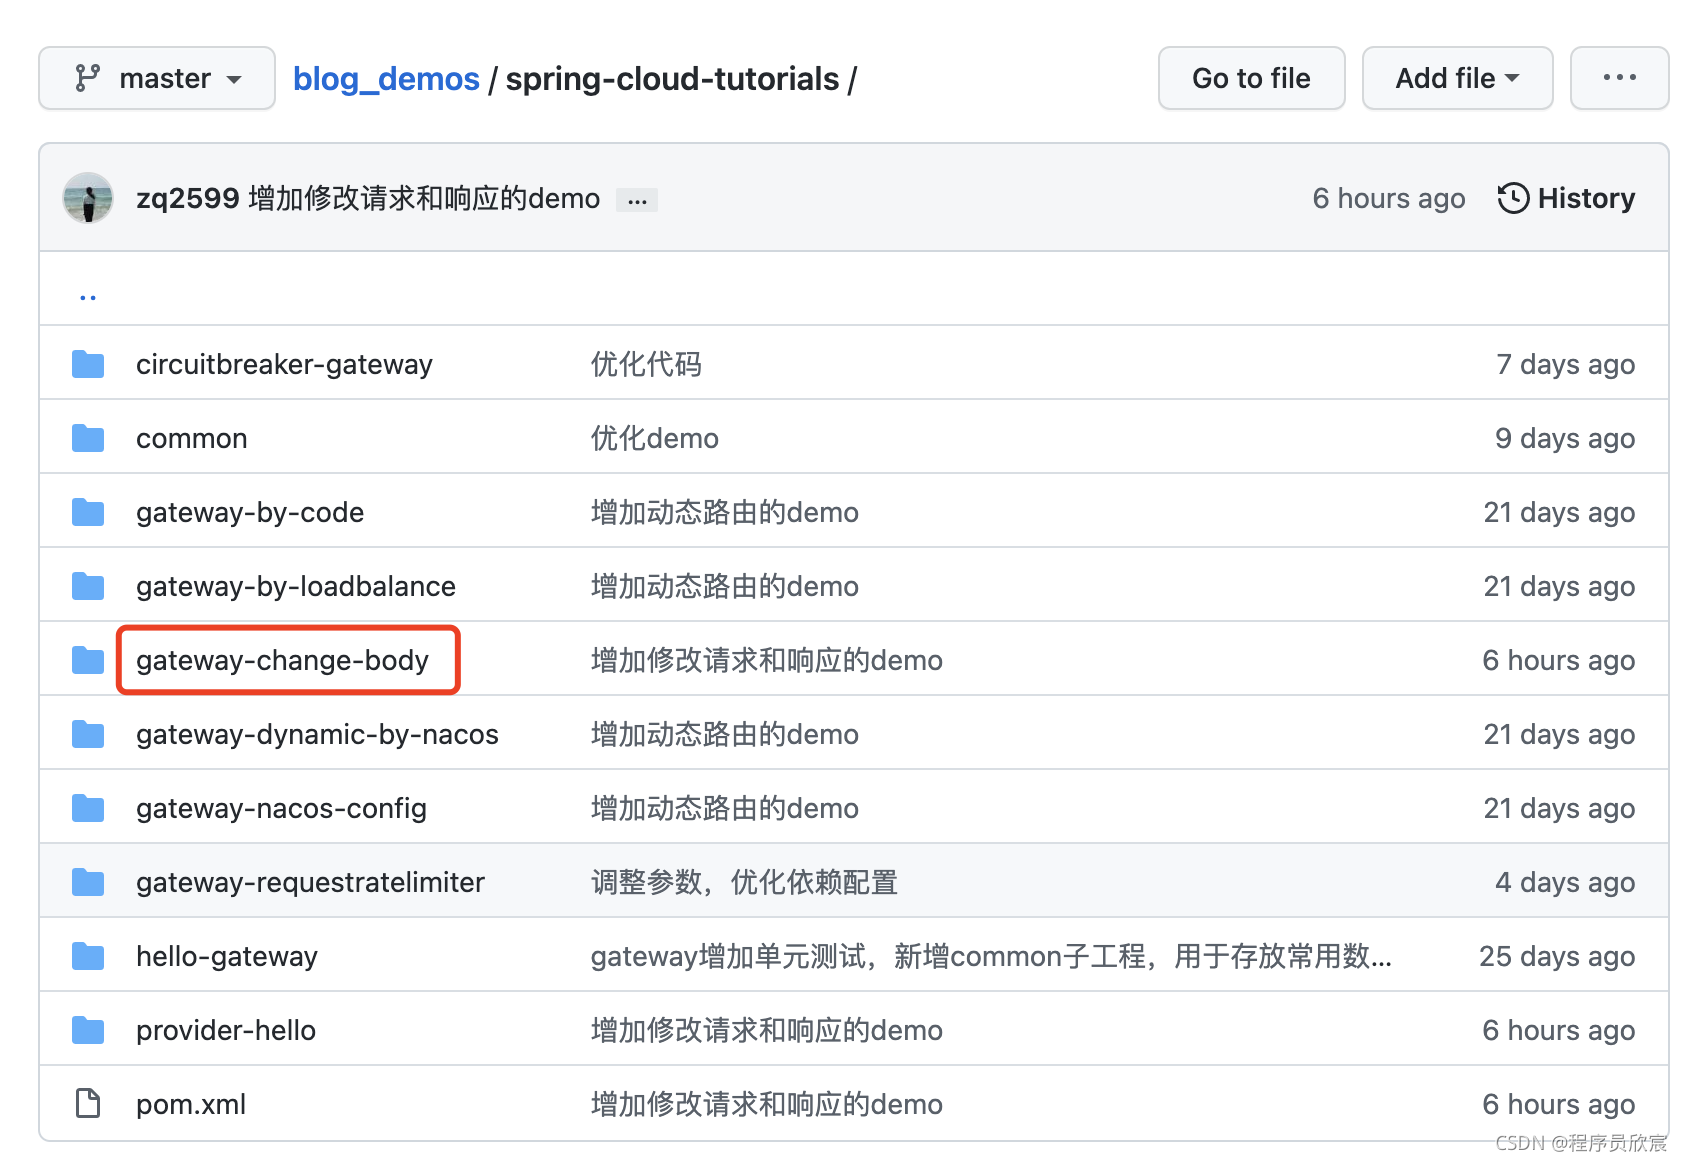 master blog_demos / spring-cloud-tutorials / Go to file Add file ...
zq2599 增加修改请求和响应的demo ... 6 hours ago History
..
circuitbreaker-gateway 优化代码 7 days ago
common 优化demo 9 days ago
gateway-by-code 增加动态路由的demo 21 days ago
gateway-by-loadbalance 增加动态路由的demo 21 days ago
gateway-change-body 增加修改请求和响应的demo 6 hours ago
gateway-dynamic-by-nacos 增加动态路由的demo 21 days ago
gateway-nacos-config 增加动态路由的demo 21 days ago
gateway-requestratelimiter 调整参数，优化依赖配置 4 days ago
hello-gateway gateway增加单元测试，新增common子工程，用于存放常用数... 25 days ago
provider-hello 增加修改请求和响应的demo 6 hours ago
pom.xml 增加修改请求和响应的demo 6 hours ago
CSDN @程序员欣宸